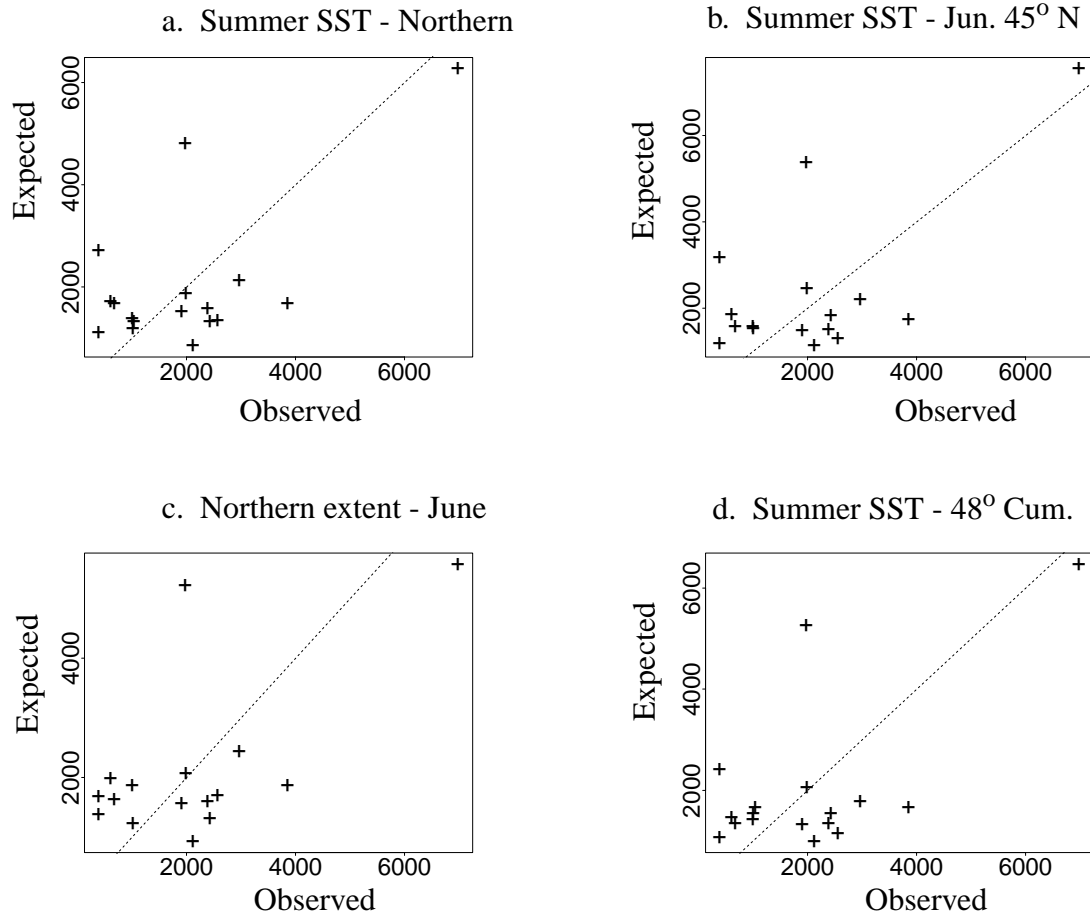 a. Summer SST - Northern
Expected
6000
4000
2000
2000 4000 6000
Observed
b. Summer SST - Jun. 45º N
Expected
6000
4000
2000
2000 4000 6000
Observed
c. Northern extent - June
Expected
4000
2000
2000 4000 6000
Observed
d. Summer SST - 48º Cum.
Expected
6000
4000
2000
2000 4000 6000
Observed